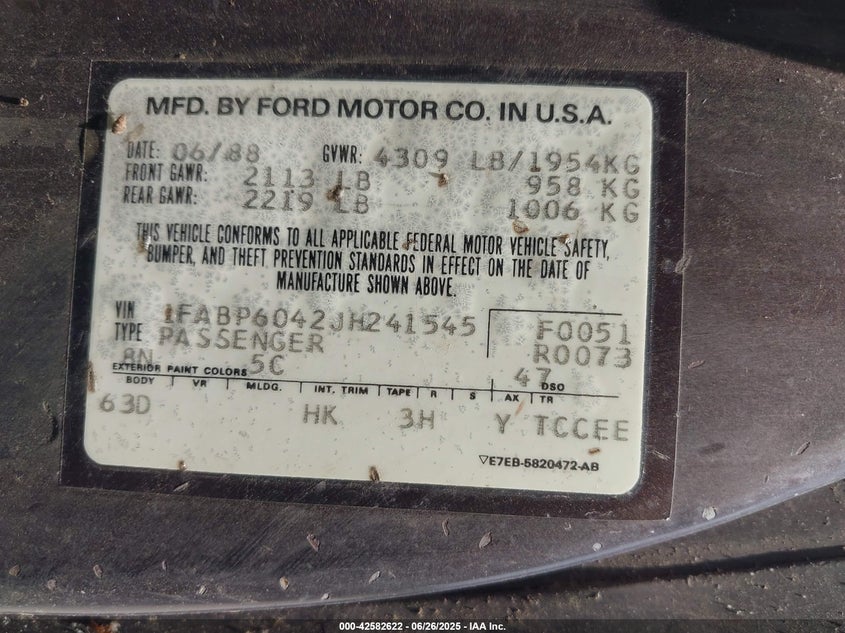 MFD. BY FORD MOTOR CO. IN U.S.A.
DATE: 06/88 GVWR: 4309 LB/1954KG
FRONT GAWR: 2113 LB 958 KG
REAR GAWR: 2219 LB 1006 KG
THIS VEHICLE CONFORMS TO ALL APPLICABLE FEDERAL MOTOR VEHICLE SAFETY,
BUMPER, AND THEFT PREVENTION STANDARDS IN EFFECT ON THE DATE OF
MANUFACTURE SHOWN ABOVE.
VIN 1FABP6042JH241545 F0051
TYPE PASSENGER R0073
8N 5C 47
EXTERIOR PAINT COLORS DSO
BODY VR MLDG. INT. TRIM TAPE R S AX TR
63D HK 3H Y TCCEE
▽E7EB-5820472-AB
000-42582622 - 06/26/2025 - IAA Inc.